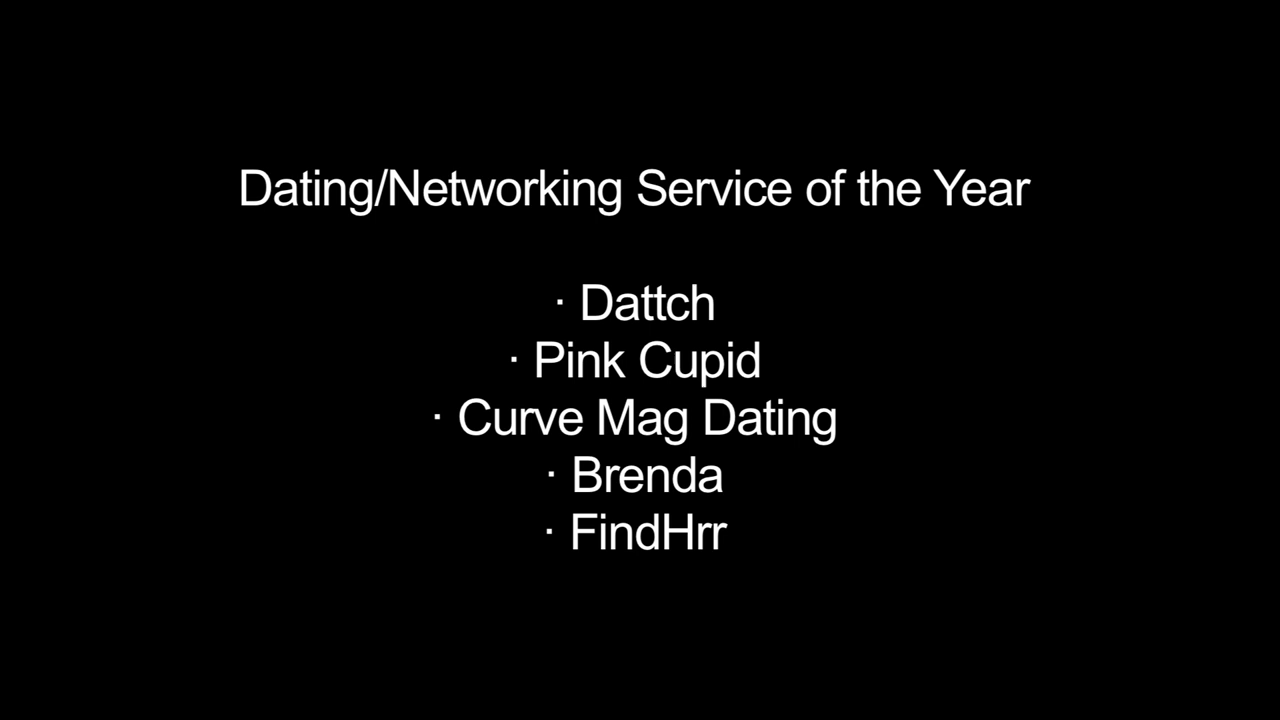 Dating/Networking Service of the Year
· Dattch
· Pink Cupid
· Curve Mag Dating
· Brenda
· FindHrr